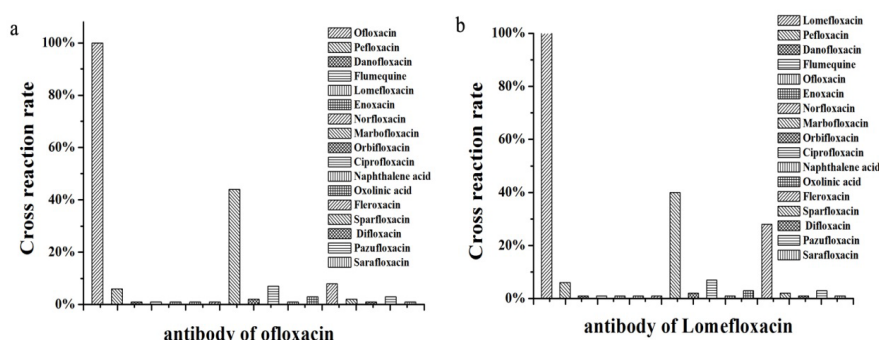 a
Cross reaction rate
100%
80%
60%
40%
20%
0%
Ofloxacin
Pefloxacin
Danofloxacin
Flumequine
Lomefloxacin
Enoxacin
Norfloxacin
Marbofloxacin
Orbifloxacin
Ciprofloxacin
Naphthalene acid
Oxolinic acid
Fleroxacin
Sparfloxacin
Difloxacin
Pazufloxacin
Sarafloxacin
antibody of ofloxacin
b
Cross reaction rate
100%
80%
60%
40%
20%
0%
Lomefloxacin
Pefloxacin
Danofloxacin
Flumequine
Ofloxacin
Enoxacin
Norfloxacin
Marbofloxacin
Orbifloxacin
Ciprofloxacin
Naphthalene acid
Oxolinic acid
Fleroxacin
Sparfloxacin
Difloxacin
Pazufloxacin
Sarafloxacin
antibody of Lomefloxacin